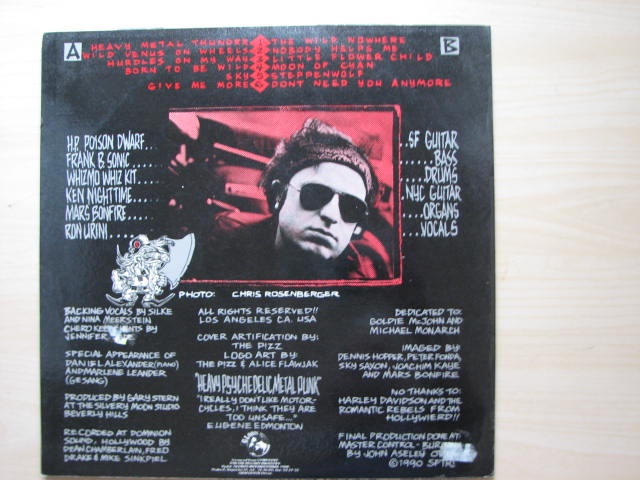 A
B
HEAVY METAL THUNDER
THE WILD NOWHERE
WILD VENUS ON WHEELS
NOBODY HELPS ME
HURDLES ON MY WAY
LITTLE FLOWER CHILD
BORN TO BE WILD
MOON OF CYAN
SKY
STEPPENWOLF
GIVE ME MORE
DONT NEED YOU ANYMORE
H.P. POISON DWARF... ..SF GUITAR
FRANK B. SONIC..... .....BASS
WHIZMO WHIZ KIT.... ....DRUMS
KEN NIGHTTIME..... .NYC GUITAR
MARS BONFIRE..... ....ORGANS
RON URINI..... ....VOCALS
PHOTO: CHRIS ROSENBERGER
BACKING VOCALS BY SILKE
AND NINA MEERSTEIN
BY
JENNIFER
SPECIAL APPEARANCE OF
DANIEL ALEXANDER (PIANO)
AND MARLENE LEANDER
(GESANG)
PRODUCED BY GARY STERN
AT THE SILVERY MOON STUDIO
BEVERLY HILLS
RECORDED AT DOMINION
SOUND, HOLLYWOOD BY
DEAN CHAMBERLAIN, FRED
DRAKE & MIKE SINKPIEL
ALL RIGHTS RESERVED!!
LOS ANGELES CA. USA
COVER ARTIFICATION BY:
THE PIZZ
LOGO ART BY:
THE PIZZ & ALICE FLAWJAK
"HEAVY PSYCHEDELIC METAL PUNK"
"I REALLY DON'T LIKE MOTOR-
CYCLES, I THINK THEY ARE
TOO UNSAFE..."
EUGENE EDMONTON
DEDICATED TO:
GOLDIE McJOHN AND
MICHAEL MONARCH
IMAGED BY:
DENNIS HOPPER, PETER FONDA,
SKY SAXON, JOACHIM KAYE
AND MARS BONFIRE
NO THANKS TO:
HARLEY DAVIDSON AND THE
ROMANTIC REBELS FROM
HOLLYWIERD!!
FINAL PRODUCTION DONE AT
MASTER CONTROL-
BY JOHN ASELEY
©1990 SFTRI